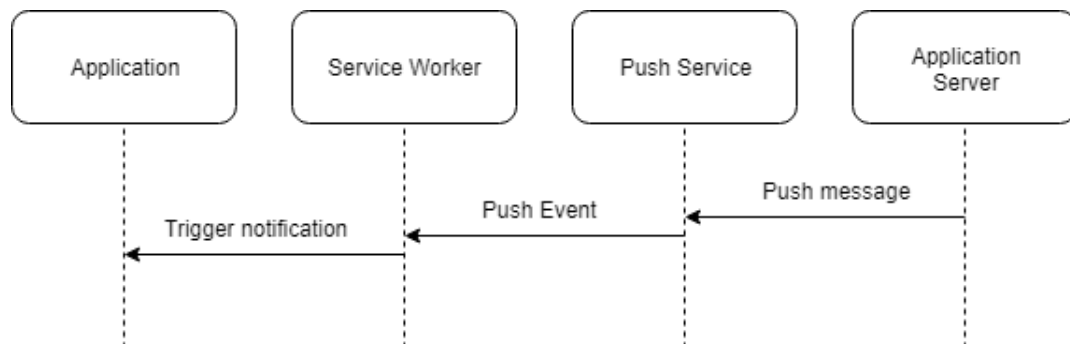 Application
Service Worker
Push Service
Application
Server
Push message
Push Event
Trigger notification